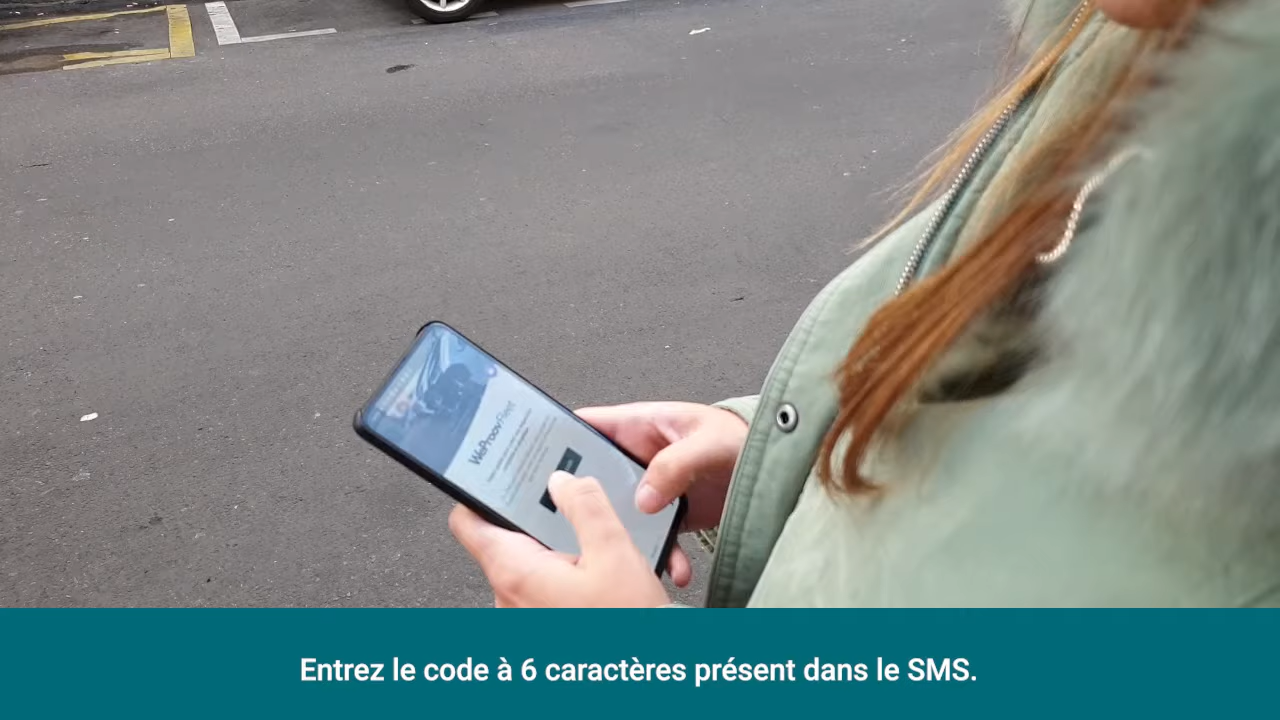 WeProov Fleet
Entrez le code à 6 caractères présent dans le SMS.